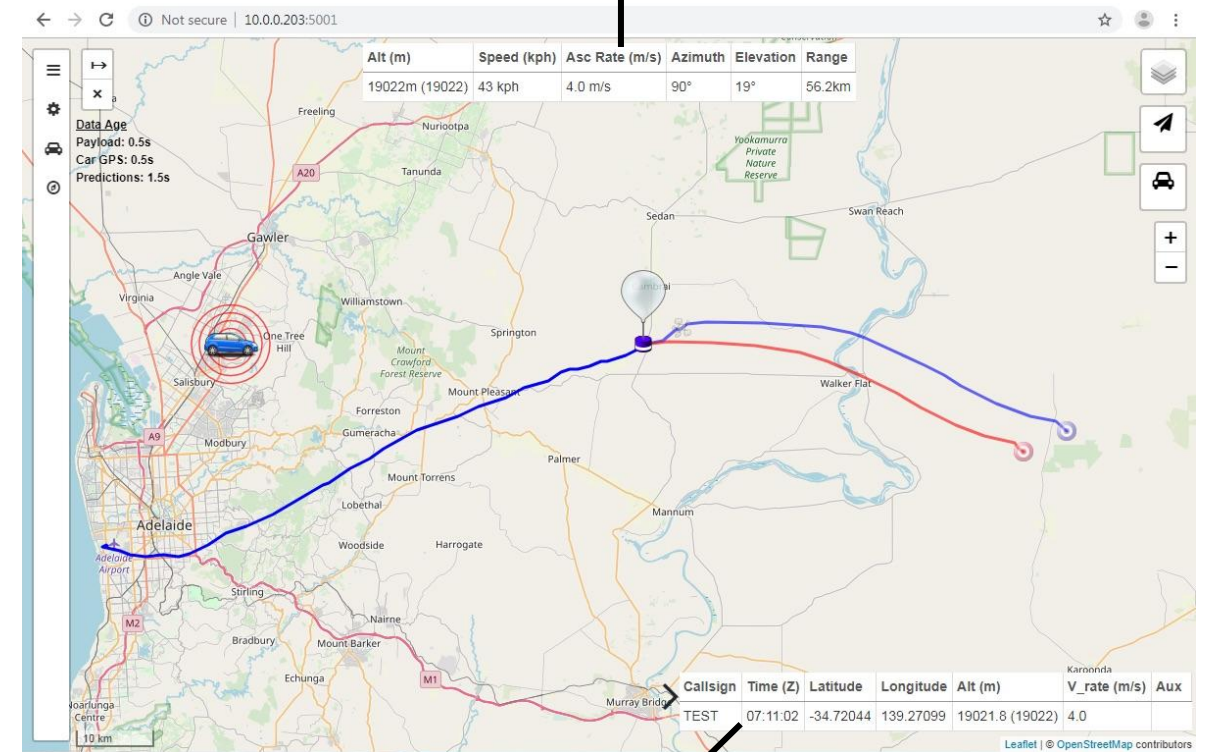 Not secure | 10.0.0.203:5001
Alt (m) Speed (kph) Asc Rate (m/s) Azimuth Elevation Range
19022m (19022) 43 kph 4.0 m/s 90° 19° 56.2km
Data Age
Payload: 0.5s
Car GPS: 0.5s
Predictions: 1.5s
Freeling
Nuriootpa
Yookamurra
Private
Nature
Reserve
A20
Tanunda
Sedan
Swan Reach
Gawler
Angle Vale
Cambrai
Virginia
Williamstown
One Tree
Hill
Springton
Mount
Crawford
Forest Reserve
Salisbury
Mount Pleasant
Walker Flat
Forreston
A9
Modbury
Gumeracha
Palmer
Mount Torrens
Lobethal
Mannum
Adelaide
Woodside
Harrogate
Adelaide
Airport
Stirling
M2
Nairne
Bradbury
Mount Barker
Echunga
M1
Karoonda
Murray Bridge
Noarlunga
Centre
10 km
Callsign Time (Z) Latitude Longitude Alt (m) V_rate (m/s) Aux
TEST 07:11:02 -34.72044 139.27099 19021.8 (19022) 4.0
+
−
Leaflet | © OpenStreetMap contributors